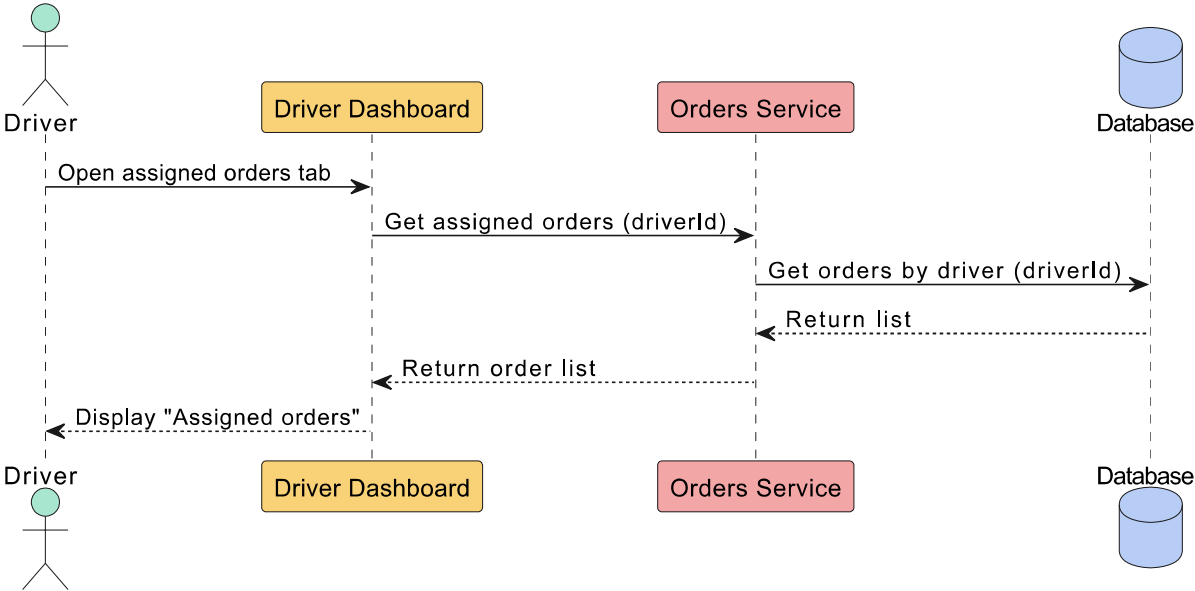 Driver
Driver Dashboard
Orders Service
Database
Open assigned orders tab
Get assigned orders (driverId)
Get orders by driver (driverId)
Return list
Return order list
Display "Assigned orders"
Driver
Driver Dashboard
Orders Service
Database